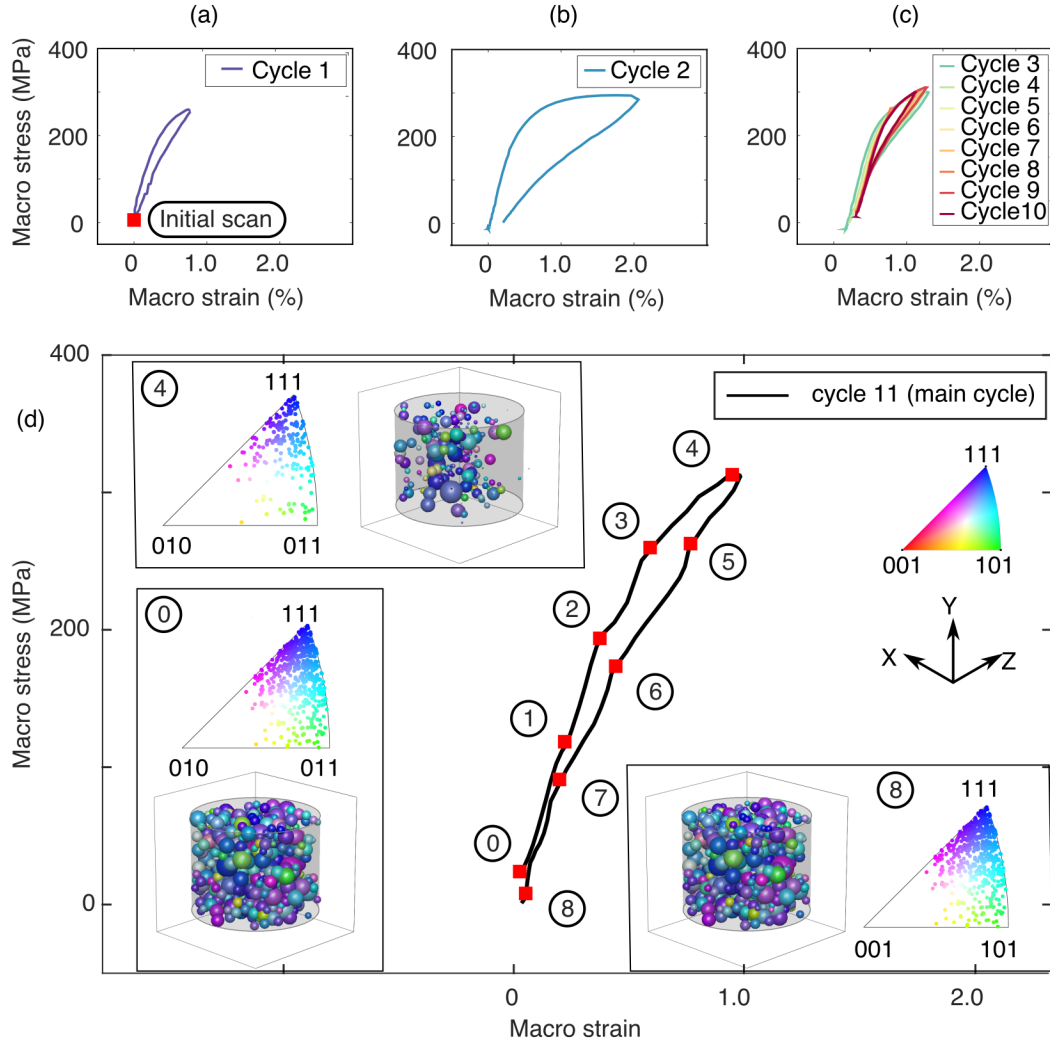 (a)
(b)
(c)
Macro stress (MPa)
400
200
0
Cycle 1
Initial scan
0
1.0
2.0
Macro strain (%)
400
200
0
Cycle 2
0
1.0
2.0
Macro strain (%)
400
200
0
Cycle 3
Cycle 4
Cycle 5
Cycle 6
Cycle 7
Cycle 8
Cycle 9
Cycle10
0
1.0
2.0
Macro strain (%)
(d)
Macro stress (MPa)
400
200
0
4
111
010
011
cycle 11 (main cycle)
4
111
001
101
3
5
0
111
010
011
2
6
Y
X
Z
1
7
0
8
8
111
001
101
0
1.0
2.0
Macro strain